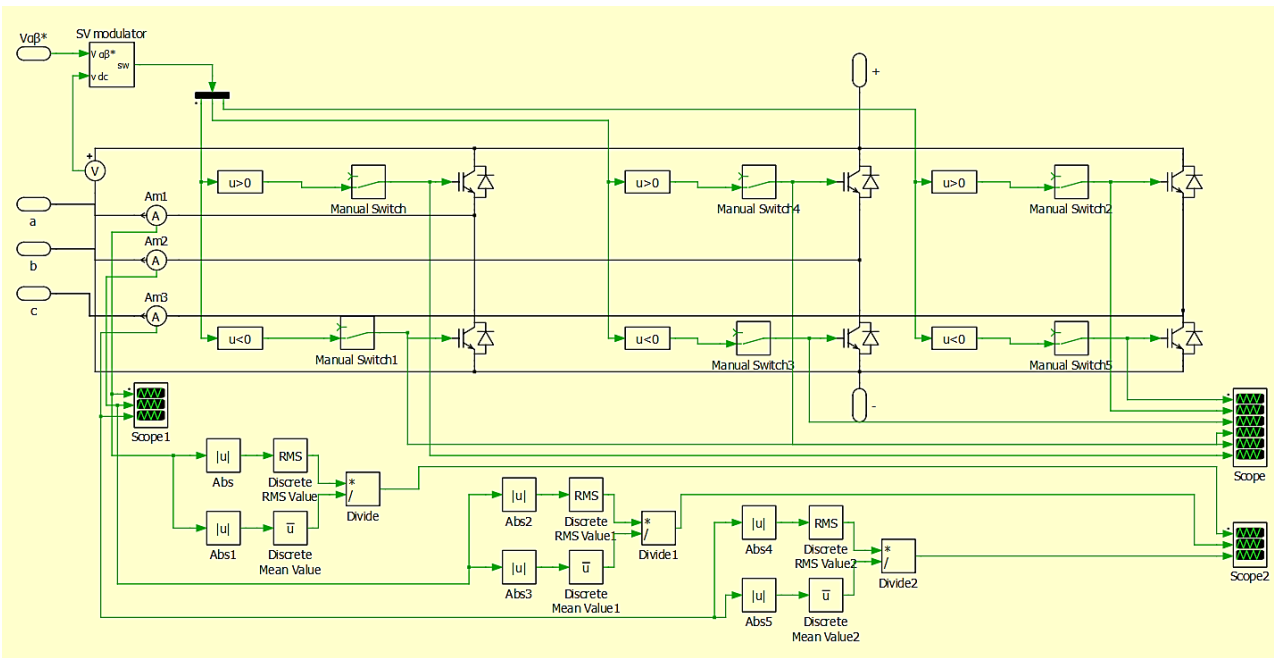 Vαβ*
SV modulator
V αβ*
sw
v dc
+
+
V
u>0
Manual Switch
u>0
Manual Switch4
u>0
Manual Switch2
a
Am1
A
b
Am2
A
c
Am3
A
u<0
Manual Switch1
u<0
Manual Switch3
u<0
Manual Switch5
-
Scope1
Scope
|u|
Abs
RMS
Discrete
RMS Value
*
/
Divide
|u|
Abs1
u
Discrete
Mean Value
|u|
Abs2
RMS
Discrete
RMS Value1
*
/
Divide1
|u|
Abs3
u
Discrete
Mean Value1
|u|
Abs4
RMS
Discrete
RMS Value2
*
/
Divide2
|u|
Abs5
u
Discrete
Mean Value2
Scope2